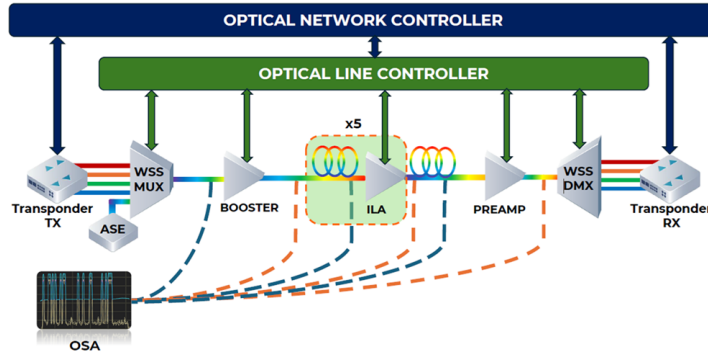 OPTICAL NETWORK CONTROLLER
OPTICAL LINE CONTROLLER
x5
WSS
MUX
WSS
DMX
BOOSTER
ILA
PREAMP
Transponder
TX
ASE
Transponder
RX
OSA